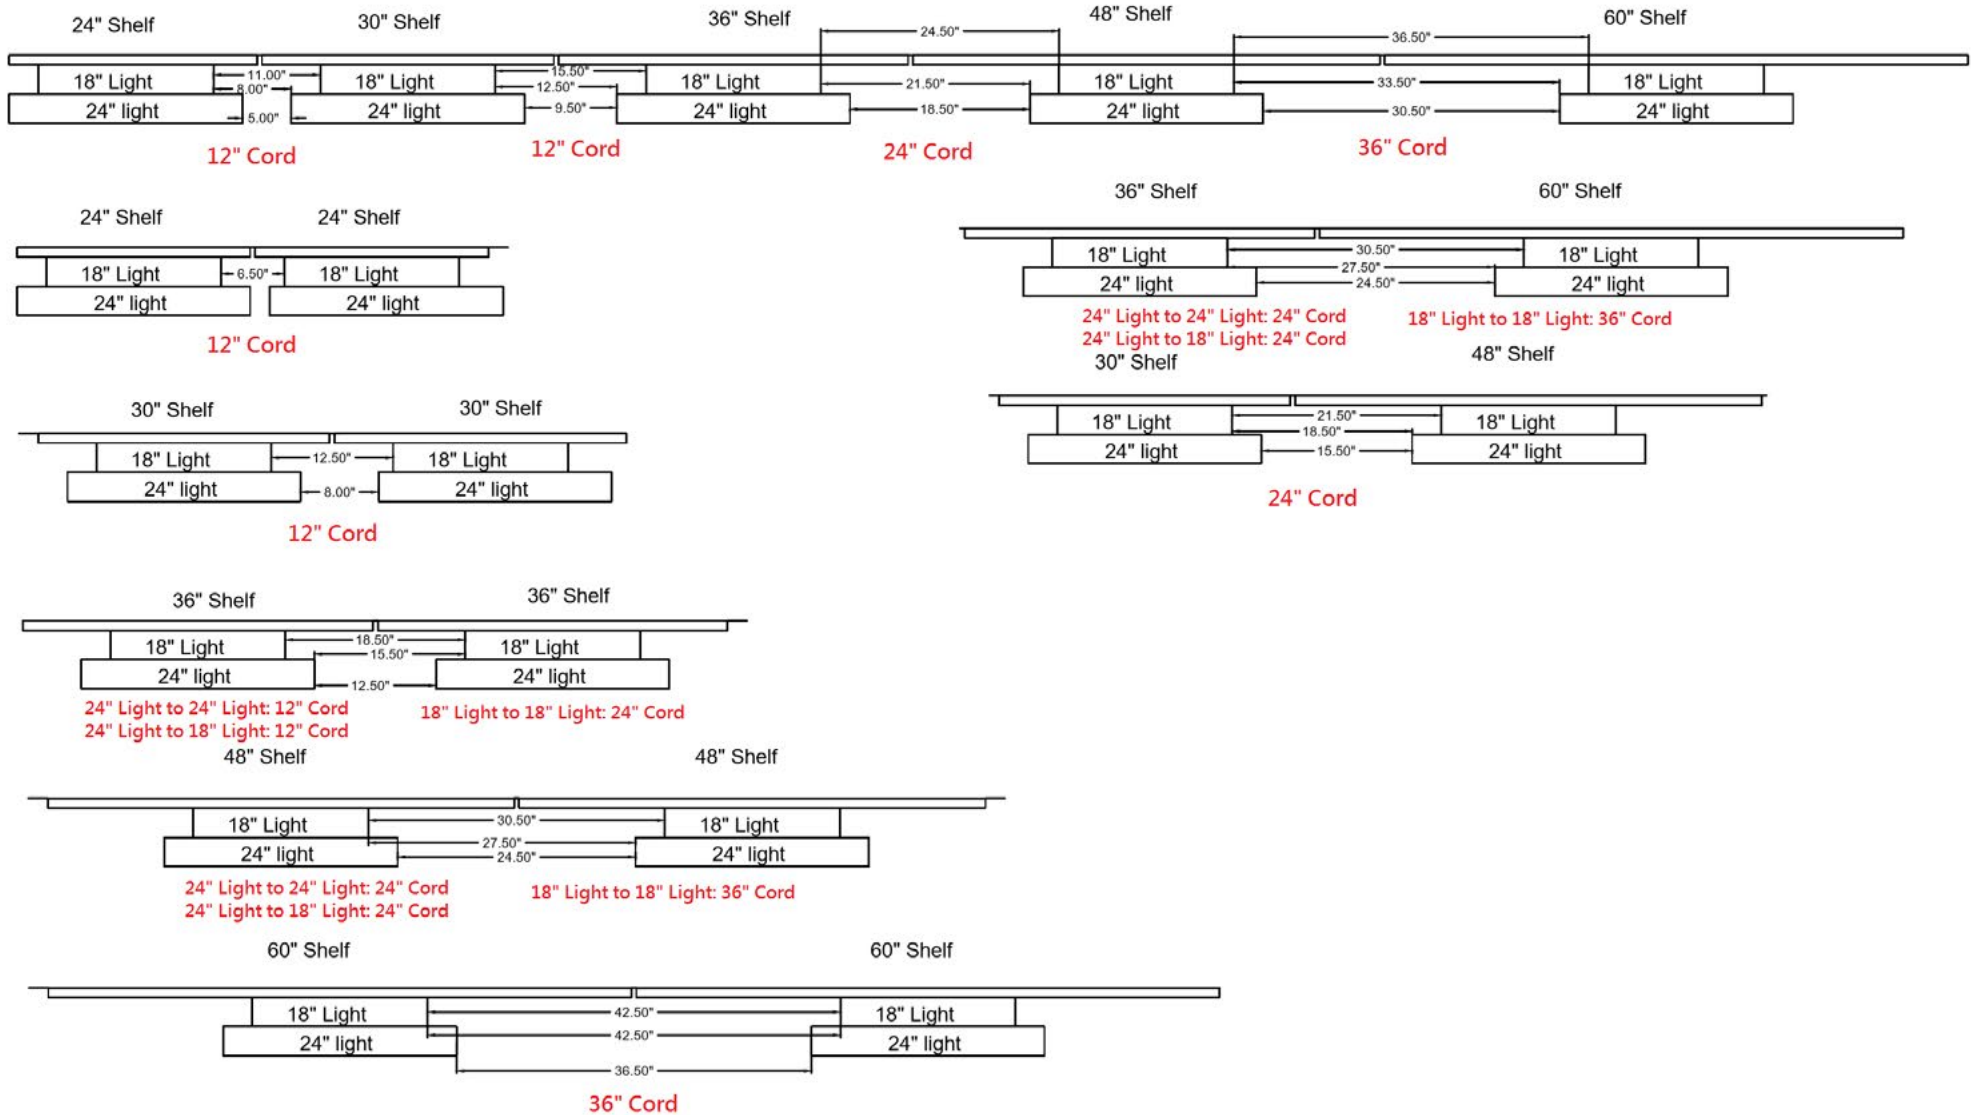 24" Shelf
30" Shelf
36" Shelf
48" Shelf
60" Shelf
24.50"
36.50"
18" Light
11.00"
8.00"
18" Light
15.50"
12.50"
18" Light
21.50"
18" Light
33.50"
18" Light
24" light
5.00"
24" light
9.50"
24" light
18.50"
24" light
30.50"
24" light
12" Cord
12" Cord
24" Cord
36" Cord
24" Shelf
24" Shelf
18" Light
6.50"
18" Light
24" light
24" light
12" Cord
36" Shelf
60" Shelf
18" Light
30.50"
18" Light
27.50"
24" light
24.50"
24" light
24" Light to 24" Light: 24" Cord
24" Light to 18" Light: 24" Cord
18" Light to 18" Light: 36" Cord
30" Shelf
48" Shelf
18" Light
21.50"
18.50"
18" Light
24" light
15.50"
24" light
24" Cord
30" Shelf
30" Shelf
18" Light
12.50"
18" Light
24" light
8.00"
24" light
12" Cord
36" Shelf
36" Shelf
18" Light
18.50"
15.50"
18" Light
24" light
12.50"
24" light
24" Light to 24" Light: 12" Cord
24" Light to 18" Light: 12" Cord
18" Light to 18" Light: 24" Cord
48" Shelf
48" Shelf
18" Light
30.50"
18" Light
27.50"
24" light
24.50"
24" light
24" Light to 24" Light: 24" Cord
24" Light to 18" Light: 24" Cord
18" Light to 18" Light: 36" Cord
60" Shelf
60" Shelf
18" Light
42.50"
18" Light
42.50"
24" light
24" light
36.50"
36" Cord